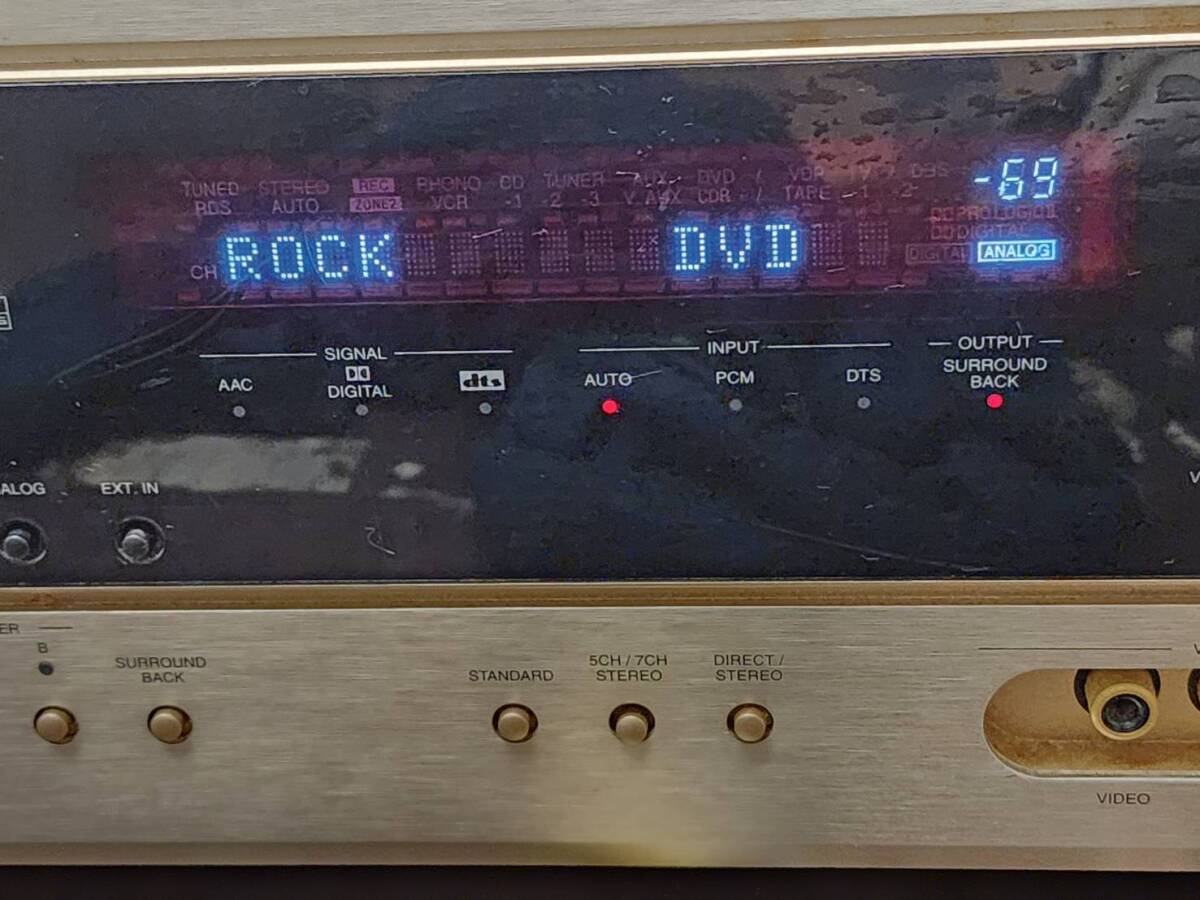 -69
TUNED STEREO REC PHONO CD TUNER AUX DVD / VDP TV / DBS
RDS AUTO ZONE2 VCR -1 -2 -3 V.AUX CDR / TAPE -1 -2
PROLOGIC II
DIGITAL
CH ROCK DVD DIGITAL ANALOG
SIGNAL INPUT OUTPUT
AAC DIGITAL dts AUTO PCM DTS SURROUND
BACK
ALOG EXT. IN
ER
B SURROUND
BACK
STANDARD 5CH / 7CH
STEREO
DIRECT /
STEREO
VIDEO